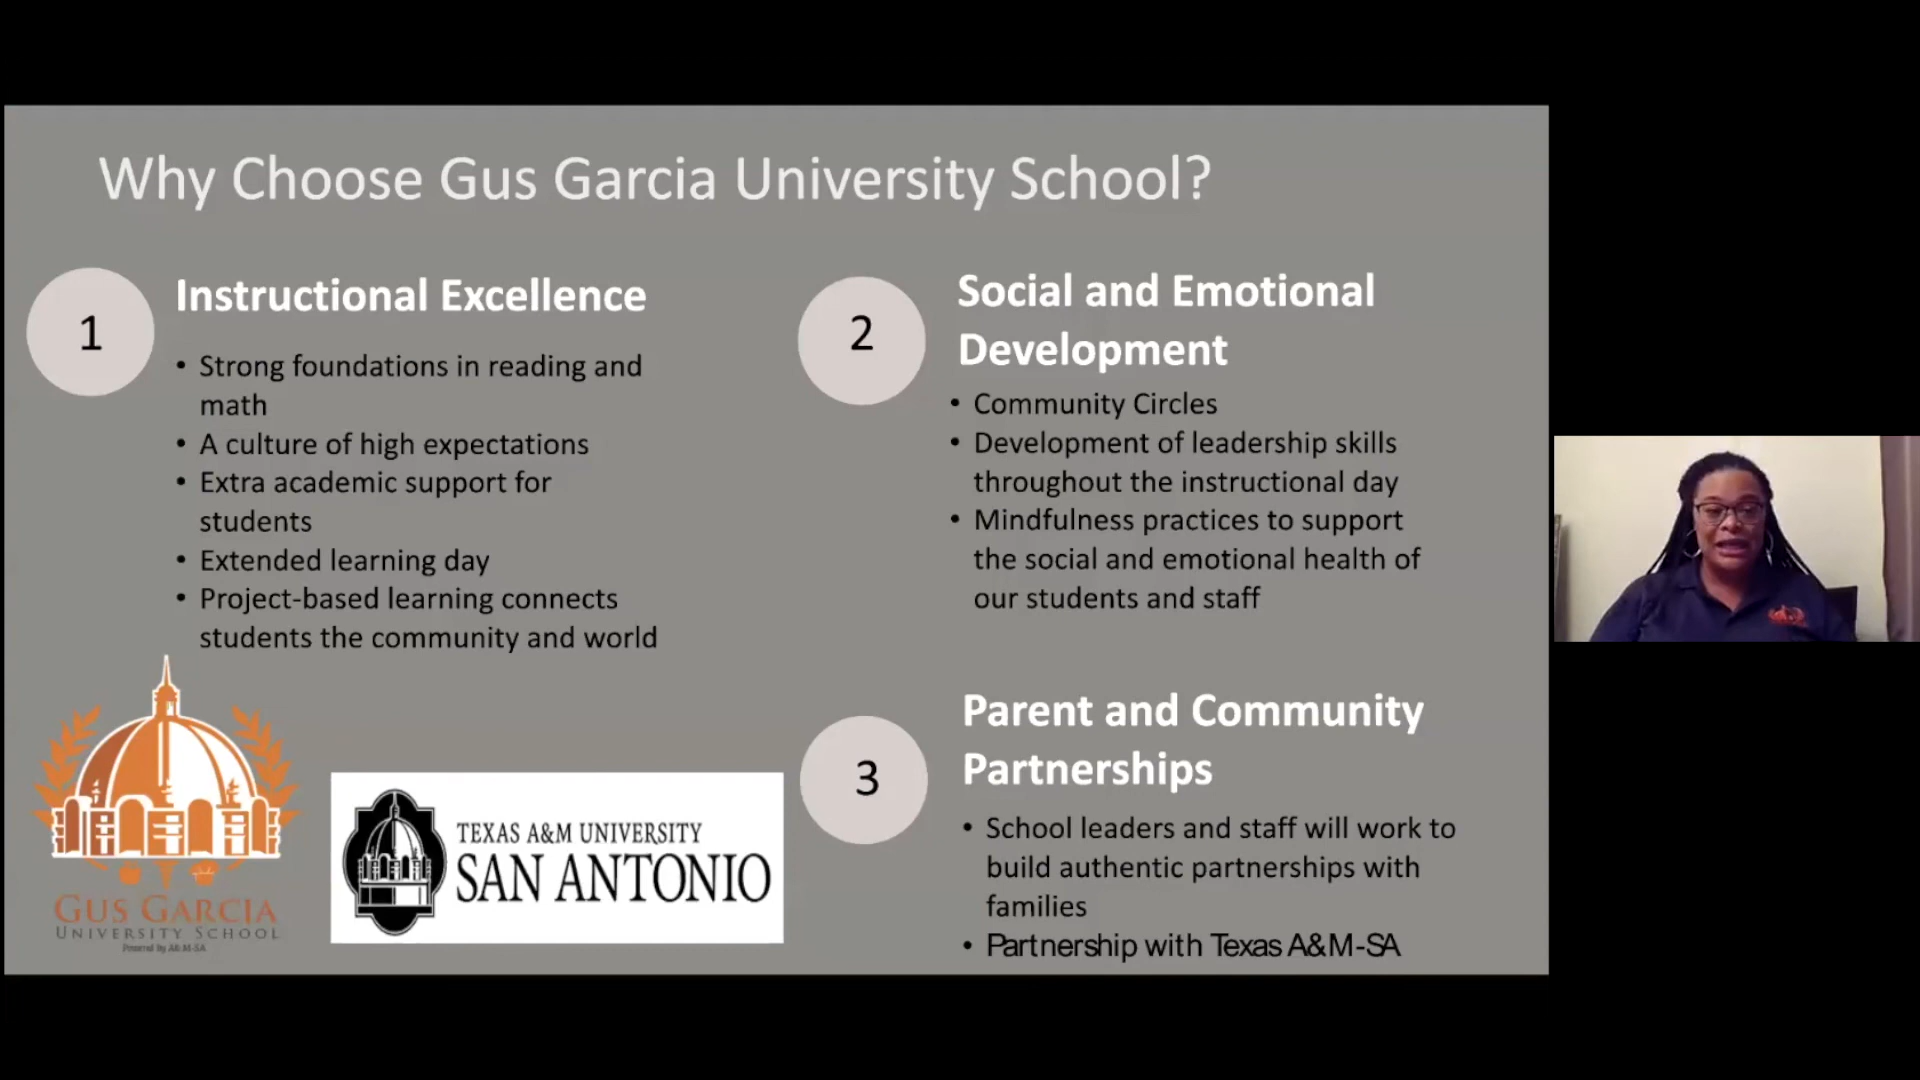 Why Choose Gus Garcia University School?
1
Instructional Excellence
• Strong foundations in reading and
math
• A culture of high expectations
• Extra academic support for
students
• Extended learning day
• Project-based learning connects
students the community and world
2
Social and Emotional
Development
• Community Circles
• Development of leadership skills
throughout the instructional day
• Mindfulness practices to support
the social and emotional health of
our students and staff
3
Parent and Community
Partnerships
• School leaders and staff will work to
build authentic partnerships with
families
• Partnership with Texas A&M-SA
GUS GARCIA
UNIVERSITY SCHOOL
Powered by A&M-SA
TEXAS A&M UNIVERSITY
SAN ANTONIO